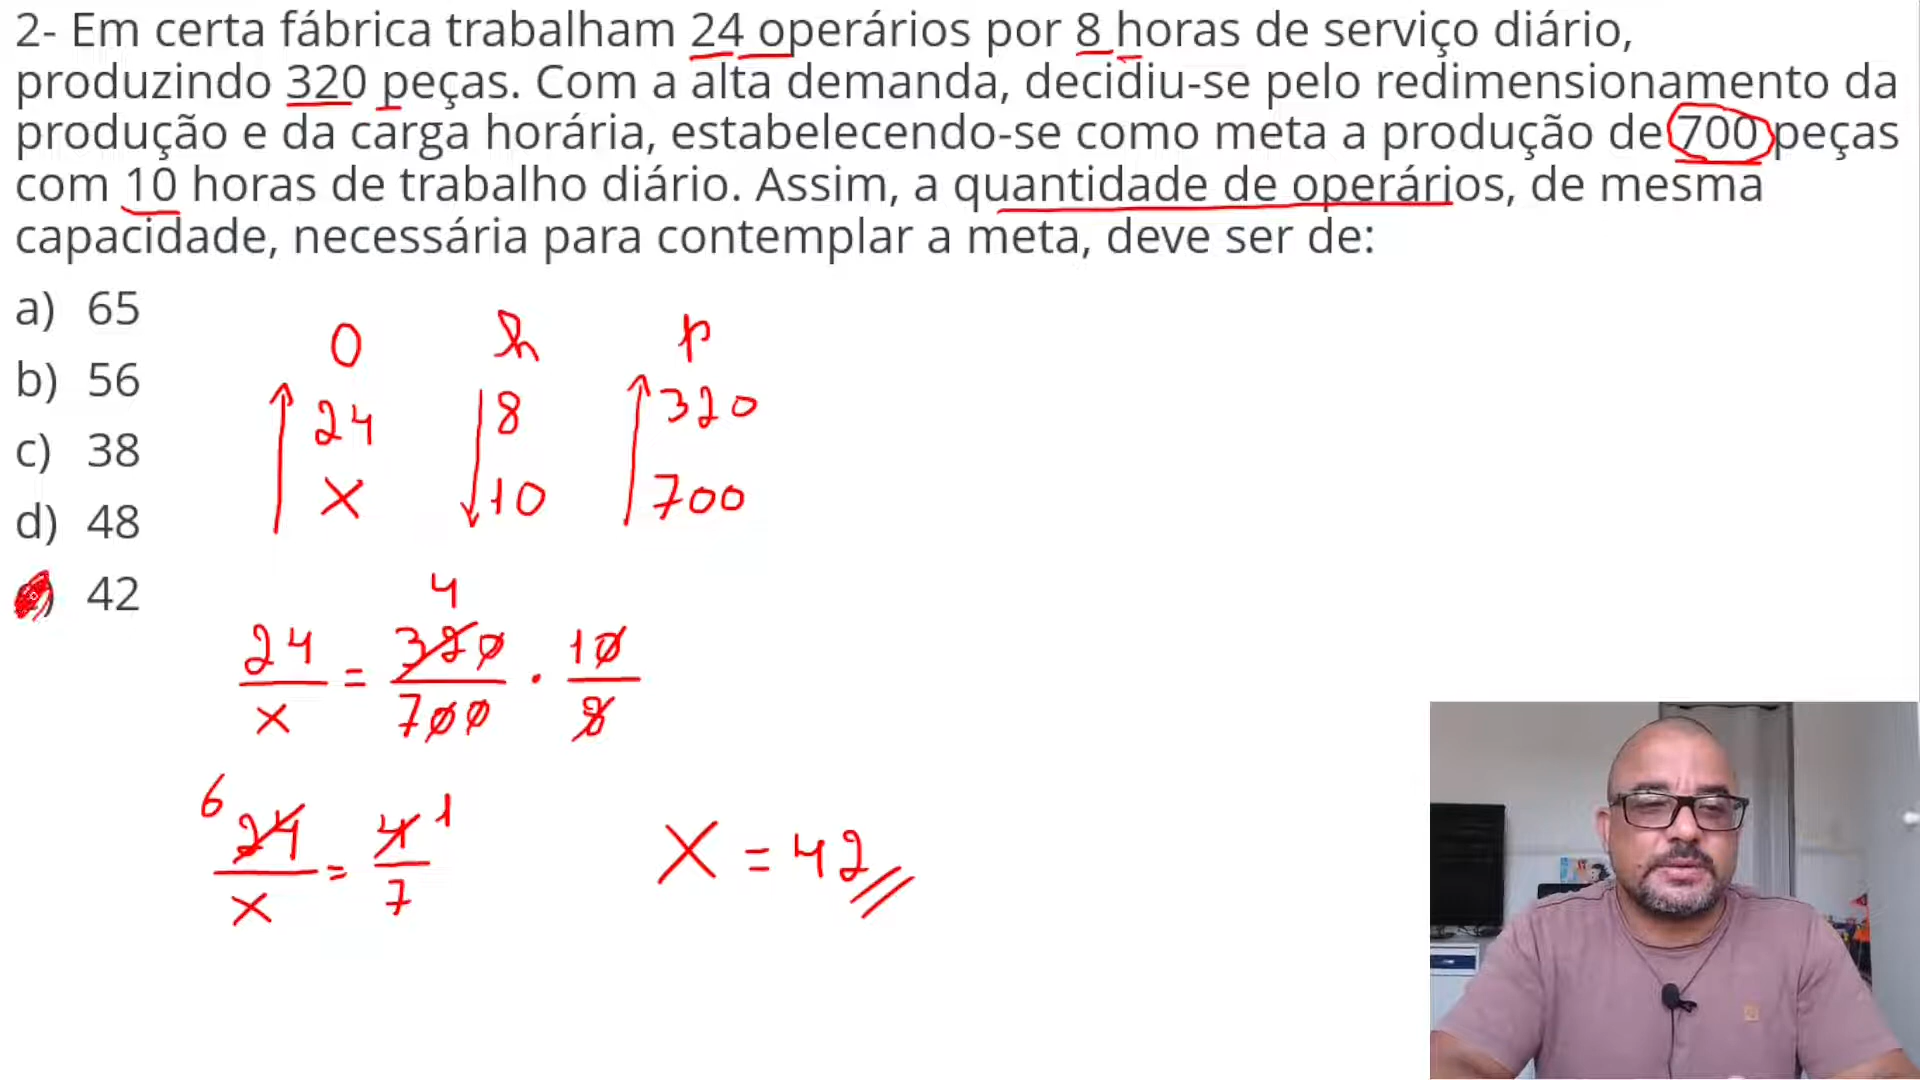 2- Em certa fábrica trabalham 24 operários por 8 horas de serviço diário,
produzindo 320 peças. Com a alta demanda, decidiu-se pelo redimensionamento da
produção e da carga horária, estabelecendo-se como meta a produção de 700 peças
com 10 horas de trabalho diário. Assim, a quantidade de operários, de mesma
capacidade, necessária para contemplar a meta, deve ser de:
a) 65
b) 56
c) 38
d) 48
42
O h p
24 8 320
x 10 700
4
24 = 320 . 10
x 700 8
6 24 = 4 1
x 7
x = 42